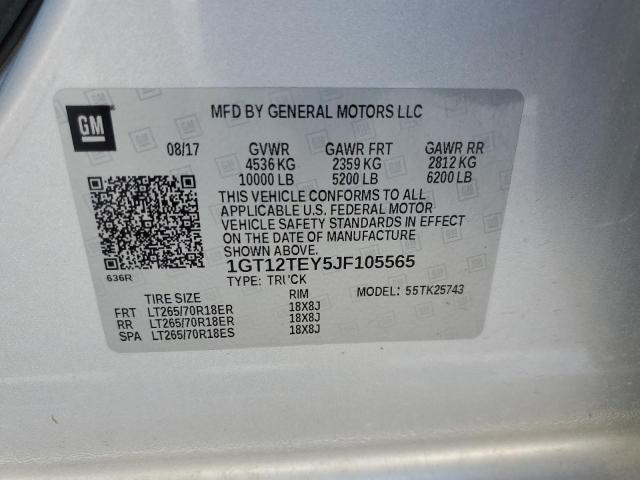 GM
MFD BY GENERAL MOTORS LLC
08/17 GVWR GAWR FRT GAWR RR
4536 KG 2359 KG 2812 KG
10000 LB 5200 LB 6200 LB
THIS VEHICLE CONFORMS TO ALL
APPLICABLE U.S. FEDERAL MOTOR
VEHICLE SAFETY STANDARDS IN EFFECT
ON THE DATE OF MANUFACTURE
SHOWN ABOVE.
636R
1GT12TEY5JF105565
TYPE: TRUCK
MODEL: 55TK25743
TIRE SIZE RIM
FRT LT265/70R18ER 18X8J
RR LT265/70R18ER 18X8J
SPA LT265/70R18ES 18X8J